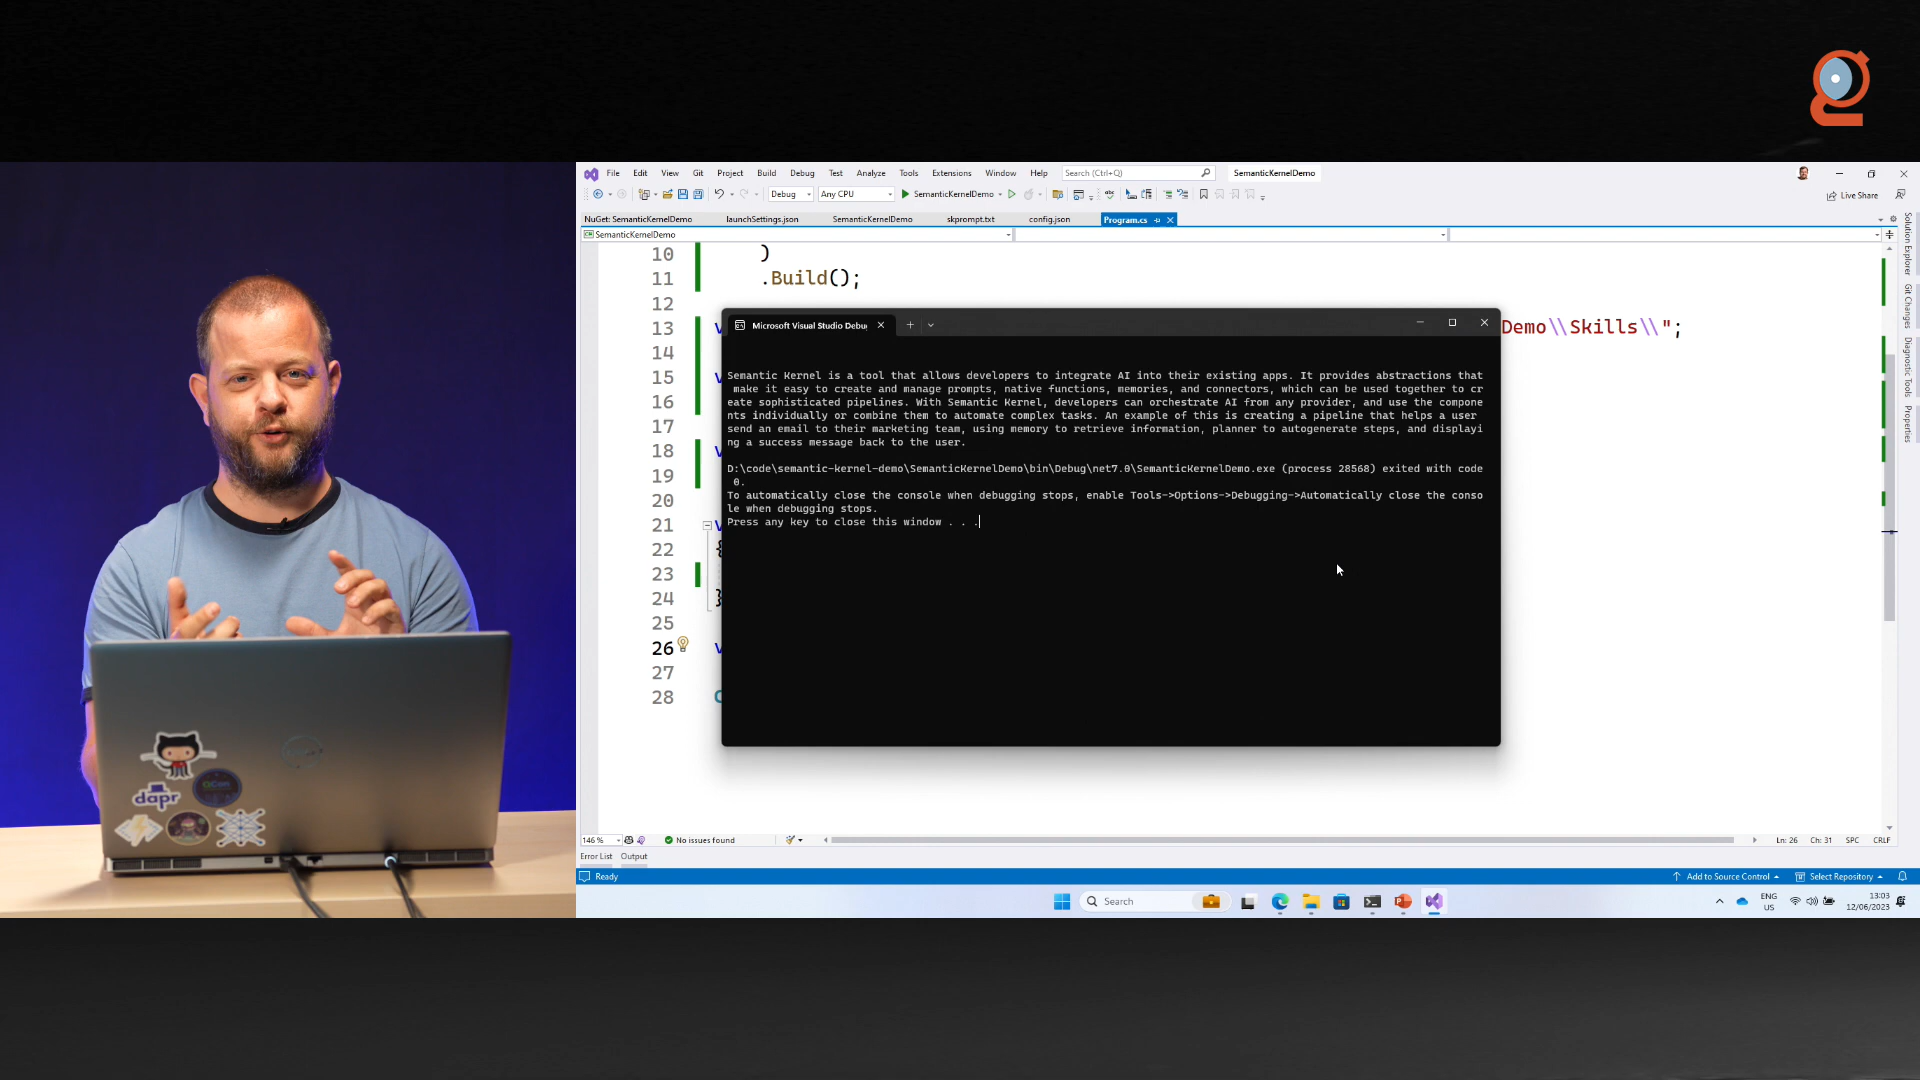 File Edit View Git Project Build Debug Test Analyze Tools Extensions Window Help Search (Ctrl+Q) SemanticKernelDemo
Debug Any CPU SemanticKernelDemo Live Share
NuGet: SemanticKernelDemo launchSettings.json SemanticKernelDemo skprompt.txt config.json Program.cs
SemanticKernelDemo
Solution Explorer
Git Changes
Diagnostic Tools
Properties
10 )
11 .Build();
12
13 v Demo\\Skills\\";
14
15 v
16
17
18 v
19
20
21 v
22 {
23
24 }
25
26 v
27
28 C
Microsoft Visual Studio Debu
Semantic Kernel is a tool that allows developers to integrate AI into their existing apps. It provides abstractions that
make it easy to create and manage prompts, native functions, memories, and connectors, which can be used together to cr
eate sophisticated pipelines. With Semantic Kernel, developers can orchestrate AI from any provider, and use the compone
nts individually or combine them to automate complex tasks. An example of this is creating a pipeline that helps a user
send an email to their marketing team, using memory to retrieve information, planner to autogenerate steps, and displayi
ng a success message back to the user.
D:\code\semantic-kernel-demo\SemanticKernelDemo\bin\Debug\net7.0\SemanticKernelDemo.exe (process 28568) exited with code
0.
To automatically close the console when debugging stops, enable Tools->Options->Debugging->Automatically close the conso
le when debugging stops.
Press any key to close this window . . .
146 % No issues found Ln: 26 Ch: 31 SPC CRLF
Error List Output
Ready Add to Source Control Select Repository
Search ENG
US
13:03
12/06/2023
dapr